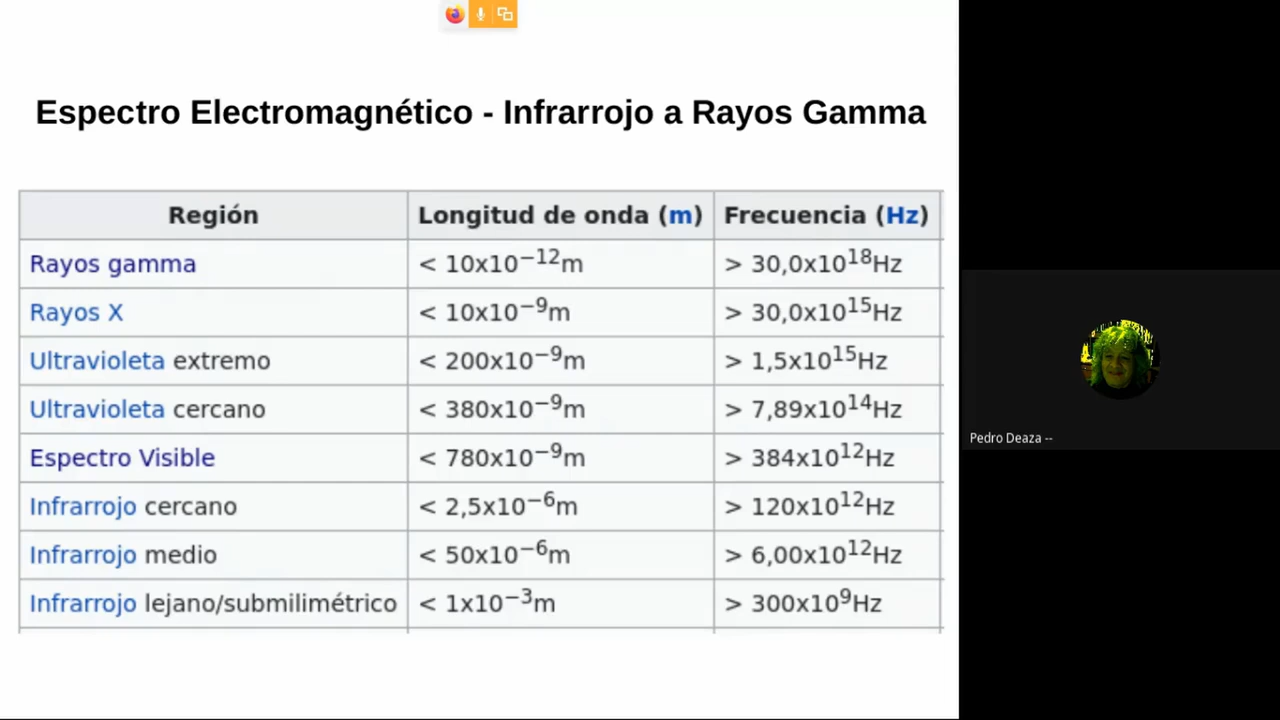 Espectro Electromagnético - Infrarrojo a Rayos Gamma
Región Longitud de onda (m) Frecuencia (Hz)
Rayos gamma < 10x10⁻¹²m > 30,0x10¹⁸Hz
Rayos X < 10x10⁻⁹m > 30,0x10¹⁵Hz
Ultravioleta extremo < 200x10⁻⁹m > 1,5x10¹⁵Hz
Ultravioleta cercano < 380x10⁻⁹m > 7,89x10¹⁴Hz
Espectro Visible < 780x10⁻⁹m > 384x10¹²Hz
Infrarrojo cercano < 2,5x10⁻⁶m > 120x10¹²Hz
Infrarrojo medio < 50x10⁻⁶m > 6,00x10¹²Hz
Infrarrojo lejano/submilimétrico < 1x10⁻³m > 300x10⁹Hz
Pedro Deaza --